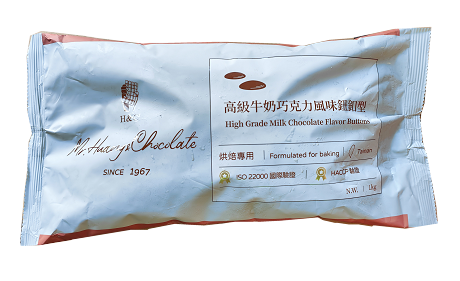 H&
Mr. Huang's Chocolate
SINCE 1967
高級牛奶巧克力風味鈕釦型
High Grade Milk Chocolate Flavor Buttons
烘焙專用 | Formulated for baking | Taiwan
ISO 22000 國際驗證 | HACCP 驗證
N.W. 1kg